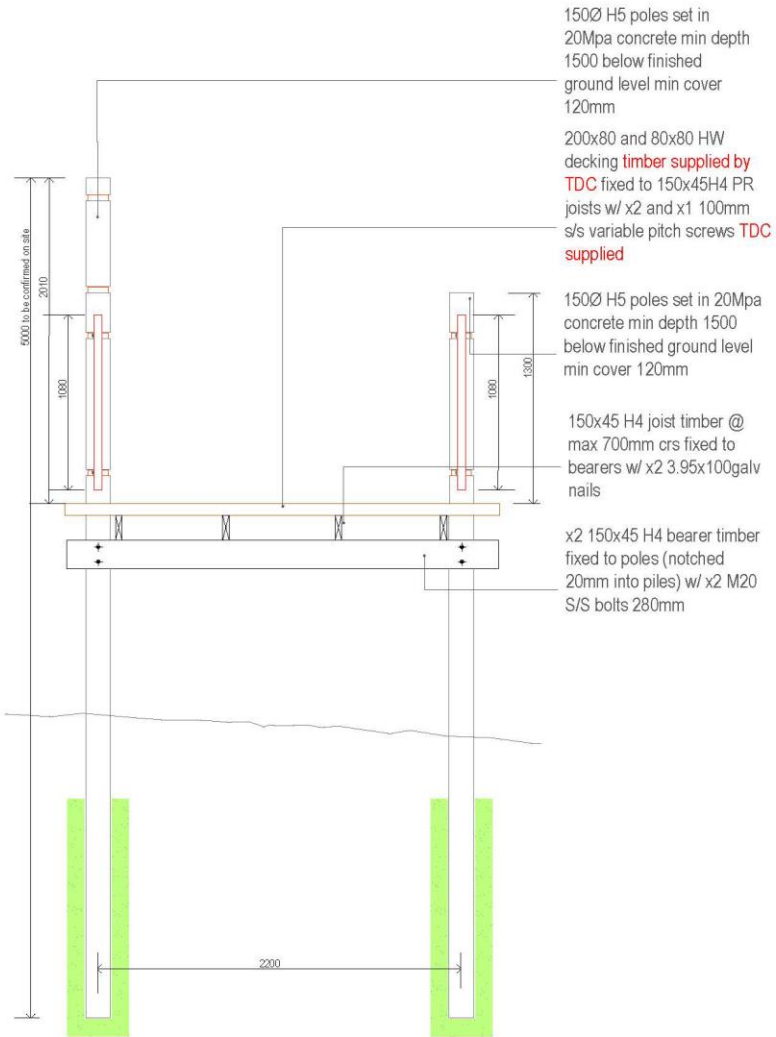 150Ø H5 poles set in
20Mpa concrete min depth
1500 below finished
ground level min cover
120mm
200x80 and 80x80 HW
decking timber supplied by
TDC fixed to 150x45H4 PR
joists w/ x2 and x1 100mm
s/s variable pitch screws TDC
supplied
150Ø H5 poles set in 20Mpa
concrete min depth 1500
below finished ground level
min cover 120mm
150x45 H4 joist timber @
max 700mm crs fixed to
bearers w/ x2 3.95x100galv
nails
x2 150x45 H4 bearer timber
fixed to poles (notched
20mm into piles) w/ x2 M20
S/S bolts 280mm
to be confirmed on site
2010
1080
1080
1300
2200